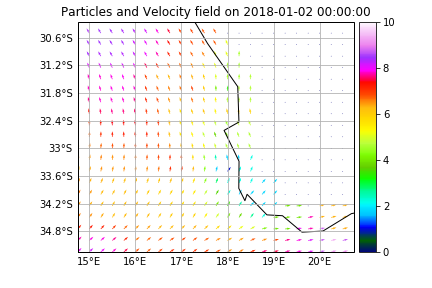 Particles and Velocity field on 2018-01-02 00:00:00
30.6°S
31.2°S
31.8°S
32.4°S
33°S
33.6°S
34.2°S
34.8°S
15°E 16°E 17°E 18°E 19°E 20°E
10
8
6
4
2
0